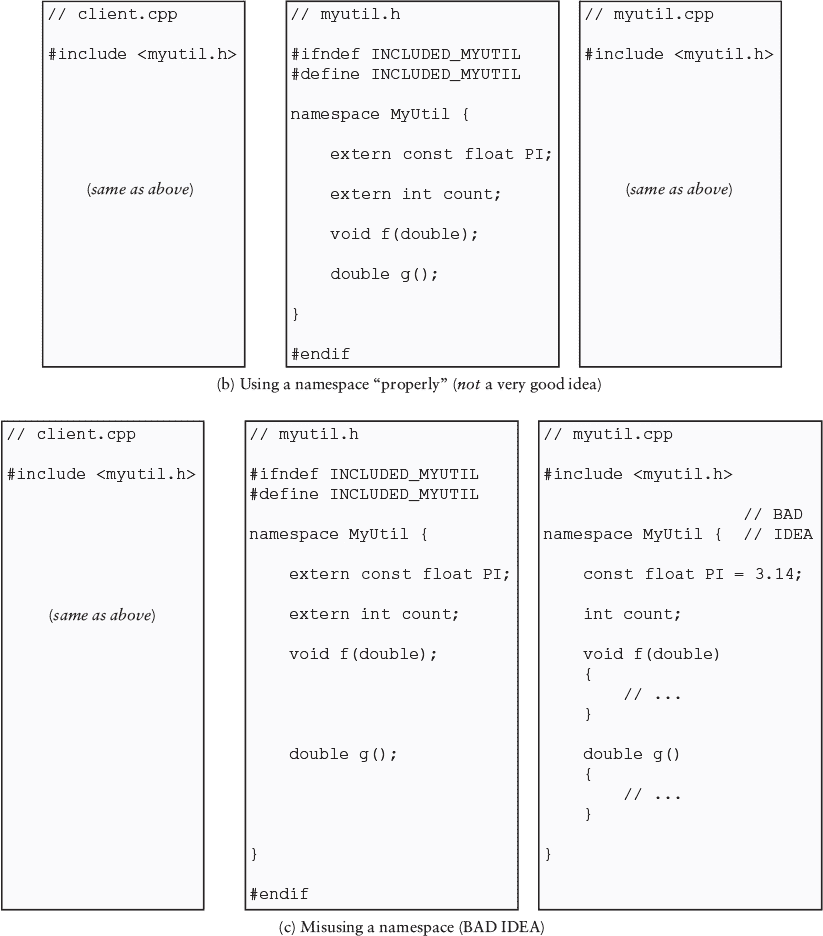 // client.cpp
#include <myutil.h>
(same as above)
// myutil.h
#ifndef INCLUDED_MYUTIL
#define INCLUDED_MYUTIL
namespace MyUtil {
extern const float PI;
extern int count;
void f(double);
double g();
}
#endif
// myutil.cpp
#include <myutil.h>
(same as above)
(b) Using a namespace “properly” (not a very good idea)
// client.cpp
#include <myutil.h>
(same as above)
// myutil.h
#ifndef INCLUDED_MYUTIL
#define INCLUDED_MYUTIL
namespace MyUtil {
extern const float PI;
extern int count;
void f(double);
double g();
}
#endif
// myutil.cpp
#include <myutil.h>
// BAD
namespace MyUtil { // IDEA
const float PI = 3.14;
int count;
void f(double)
{
// ...
}
double g()
{
// ...
}
}
(c) Misusing a namespace (BAD IDEA)